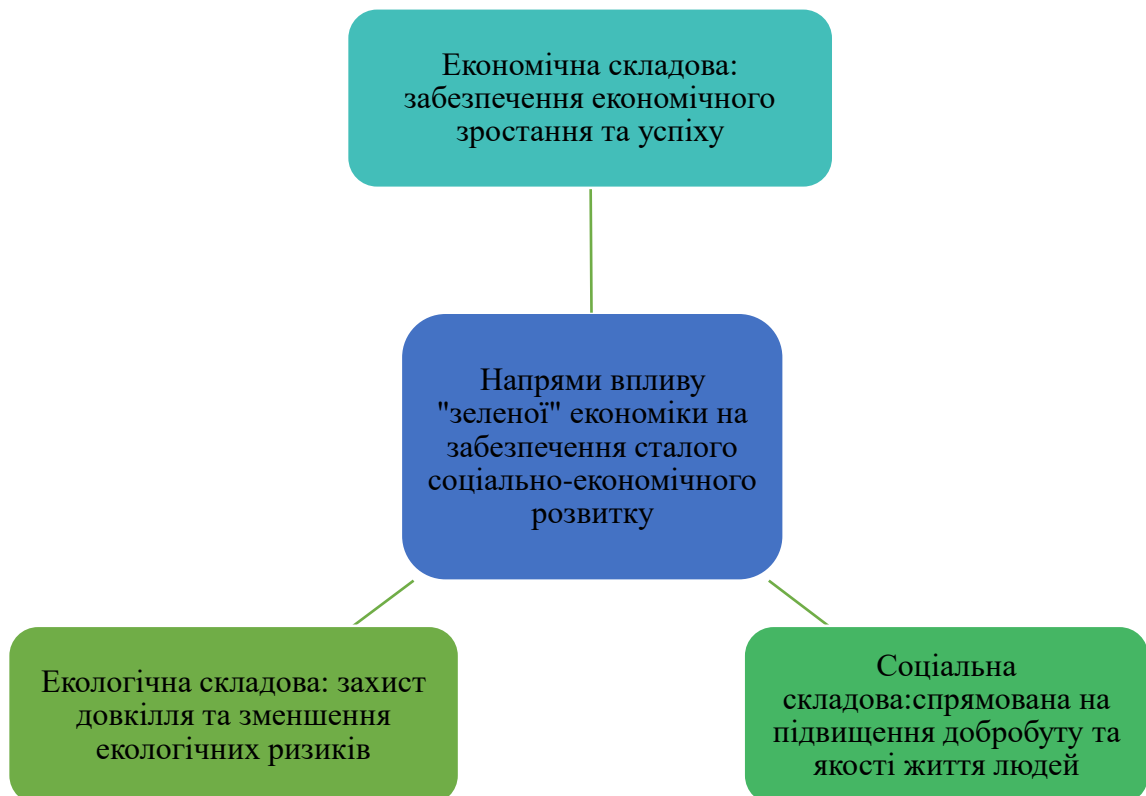 Економічна складова:
забезпечення економічного
зростання та успіху
Напрями впливу
"зеленої" економіки на
забезпечення сталого
соціально-економічного
розвитку
Екологічна складова: захист
довкілля та зменшення
екологічних ризиків
Соціальна
складова:спрямована на
підвищення добробуту та
якості життя людей